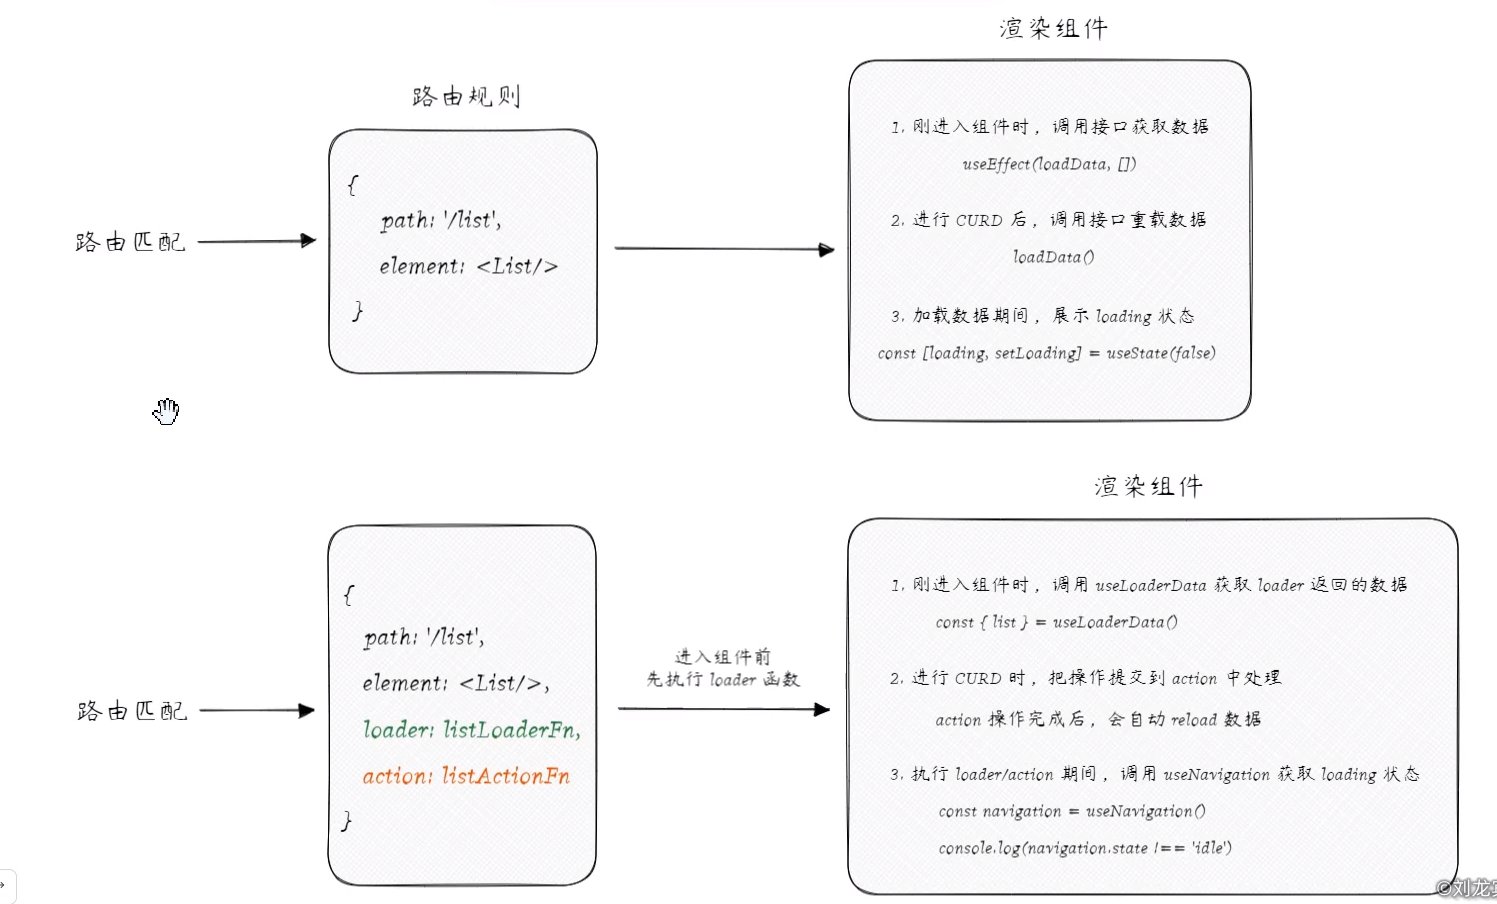 渲染组件
路由规则
路由匹配
{
path: '/list',
element: <List/>
}
1. 刚进入组件时，调用接口获取数据
useEffect(loadData, [])
2. 进行 CURD 后，调用接口重载数据
loadData()
3. 加载数据期间，展示 loading 状态
const [loading, setLoading] = useState(false)
渲染组件
路由匹配
{
path: '/list',
element: <List/>,
loader: listLoaderFn,
action: listActionFn
}
进入组件前
先执行 loader 函数
1. 刚进入组件时，调用 useLoaderData 获取 loader 返回的数据
const { list } = useLoaderData()
2. 进行 CURD 时，把操作提交到 action 中处理
action 操作完成后，会自动 reload 数据
3. 执行 loader/action 期间，调用 useNavigation 获取 loading 状态
const navigation = useNavigation()
console.log(navigation.state !== 'idle')
©刘龙